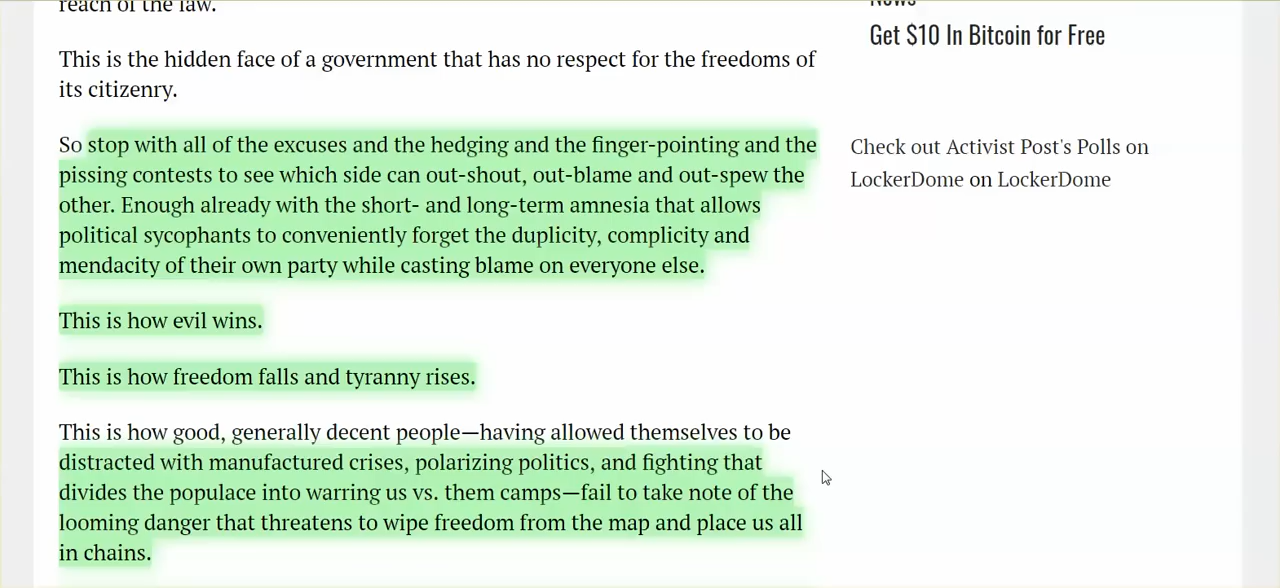 reach of the law.
This is the hidden face of a government that has no respect for the freedoms of
its citizenry.
So stop with all of the excuses and the hedging and the finger-pointing and the
pissing contests to see which side can out-shout, out-blame and out-spew the
other. Enough already with the short- and long-term amnesia that allows
political sycophants to conveniently forget the duplicity, complicity and
mendacity of their own party while casting blame on everyone else.
This is how evil wins.
This is how freedom falls and tyranny rises.
This is how good, generally decent people—having allowed themselves to be
distracted with manufactured crises, polarizing politics, and fighting that
divides the populace into warring us vs. them camps—fail to take note of the
looming danger that threatens to wipe freedom from the map and place us all
in chains.
News
Get $10 In Bitcoin for Free
Check out Activist Post's Polls on
LockerDome on LockerDome